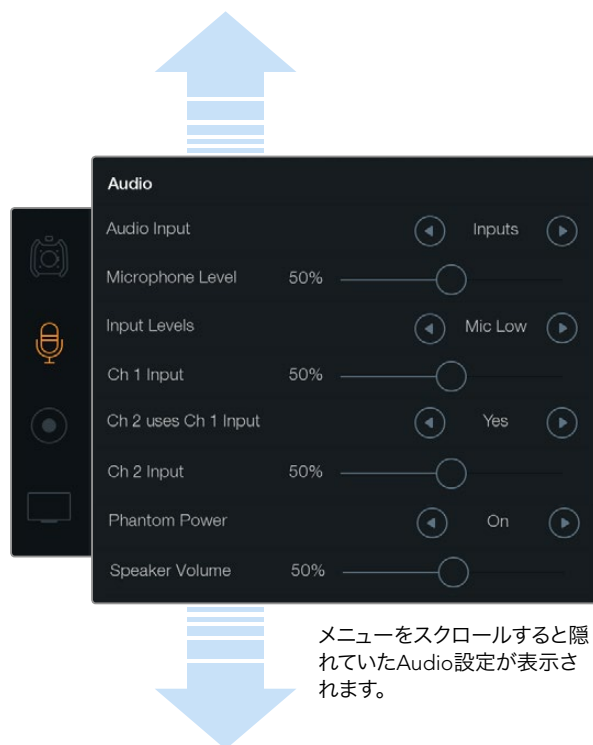 Audio
Audio Input Inputs
Microphone Level 50%
Input Levels Mic Low
Ch 1 Input 50%
Ch 2 uses Ch 1 Input Yes
Ch 2 Input 50%
Phantom Power On
Speaker Volume 50%
メニューをスクロールすると隠
れていたAudio設定が表示さ
れます。